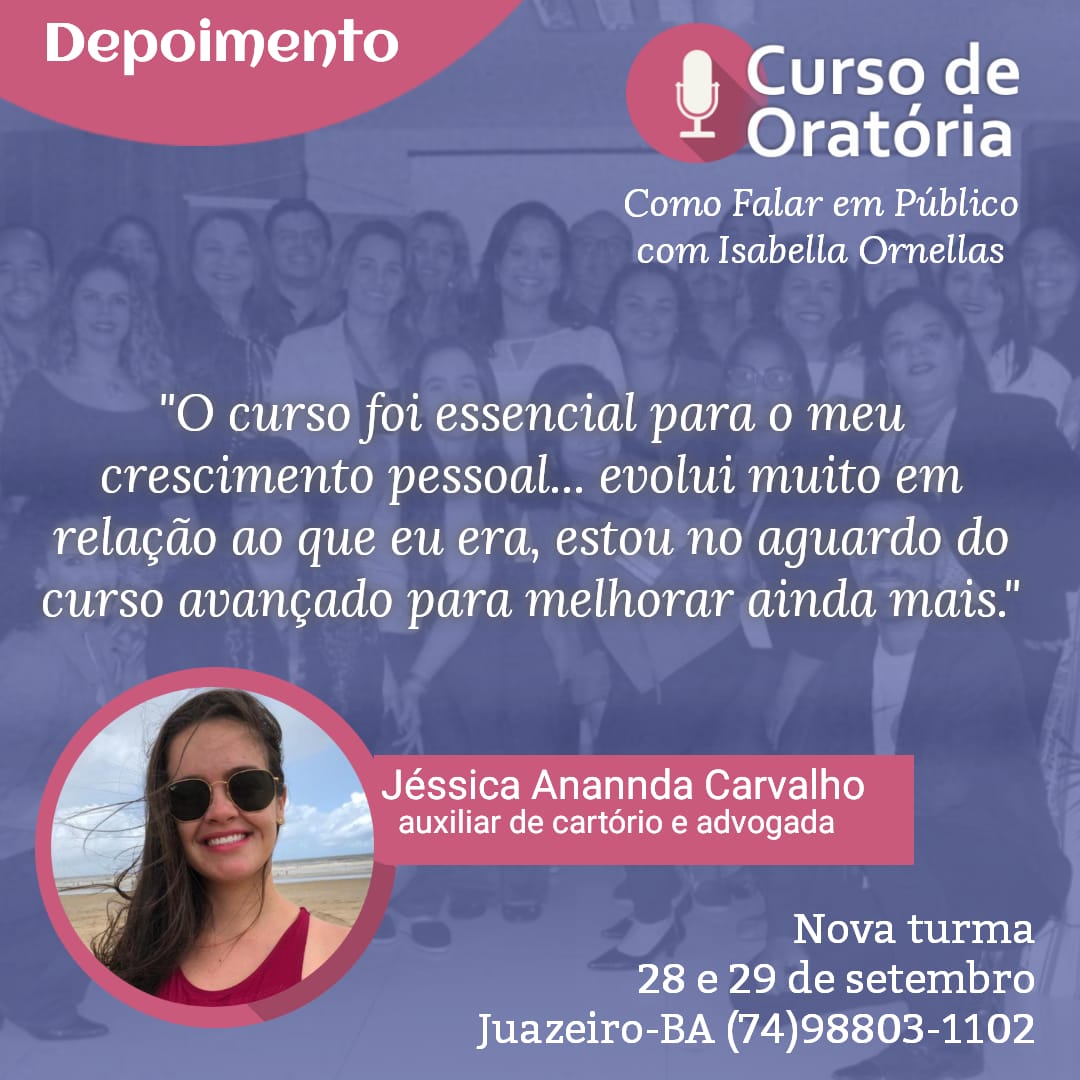 Depoimento
Curso de
Oratória
Como Falar em Público
com Isabella Ornellas
"O curso foi essencial para o meu
crescimento pessoal... evolui muito em
relação ao que eu era, estou no aguardo do
curso avançado para melhorar ainda mais."
Jéssica Anannda Carvalho
auxiliar de cartório e advogada
Nova turma
28 e 29 de setembro
Juazeiro-BA (74)98803-1102